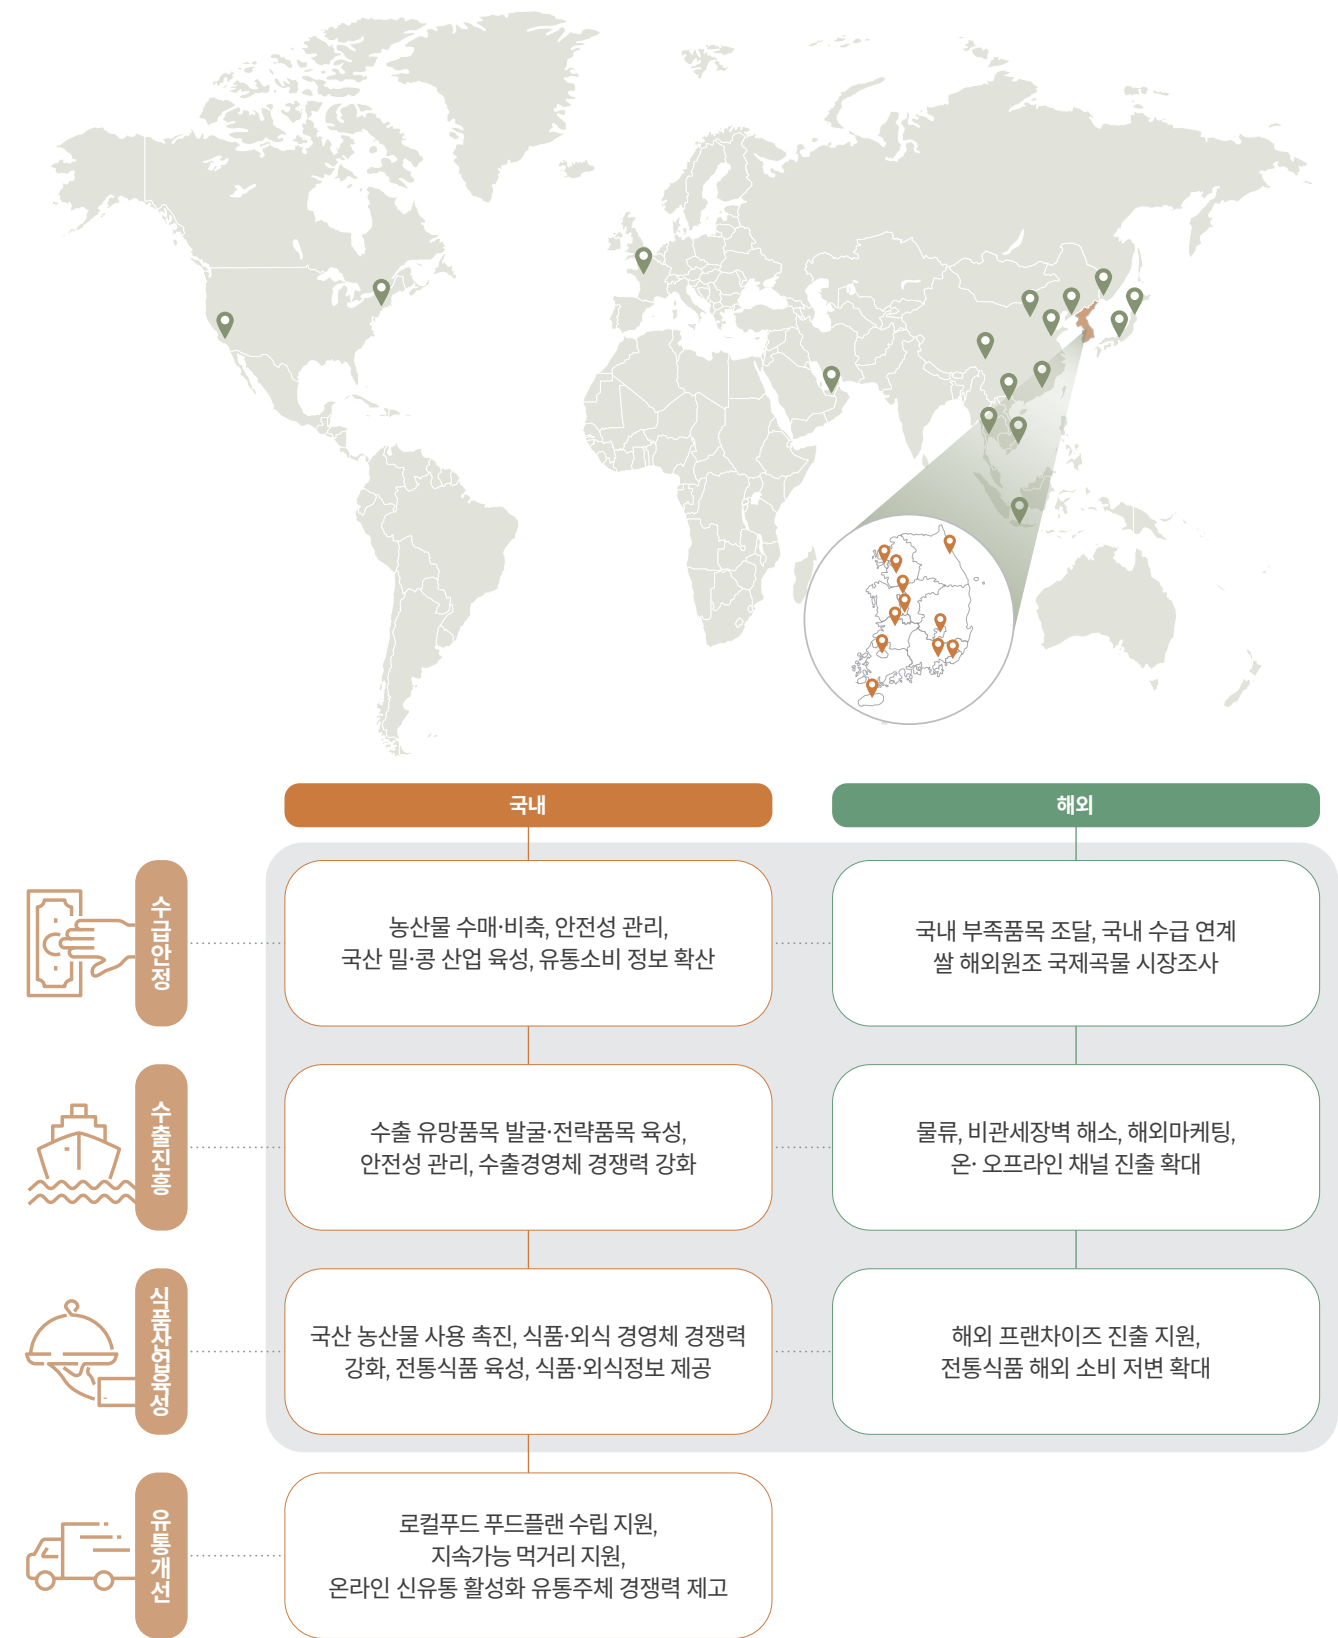 국내
해외
수급안정
농산물 수매·비축, 안전성 관리,
국산 밀·콩 산업 육성, 유통소비 정보 확산
국내 부족품목 조달, 국내 수급 연계
쌀 해외원조 국제곡물 시장조사
수출진흥
수출 유망품목 발굴·전략품목 육성,
안전성 관리, 수출경영체 경쟁력 강화
물류, 비관세장벽 해소, 해외마케팅,
온· 오프라인 채널 진출 확대
식품산업육성
국산 농산물 사용 촉진, 식품·외식 경영체 경쟁력
강화, 전통식품 육성, 식품·외식정보 제공
해외 프랜차이즈 진출 지원,
전통식품 해외 소비 저변 확대
유통개선
로컬푸드 푸드플랜 수립 지원,
지속가능 먹거리 지원,
온라인 신유통 활성화 유통주체 경쟁력 제고